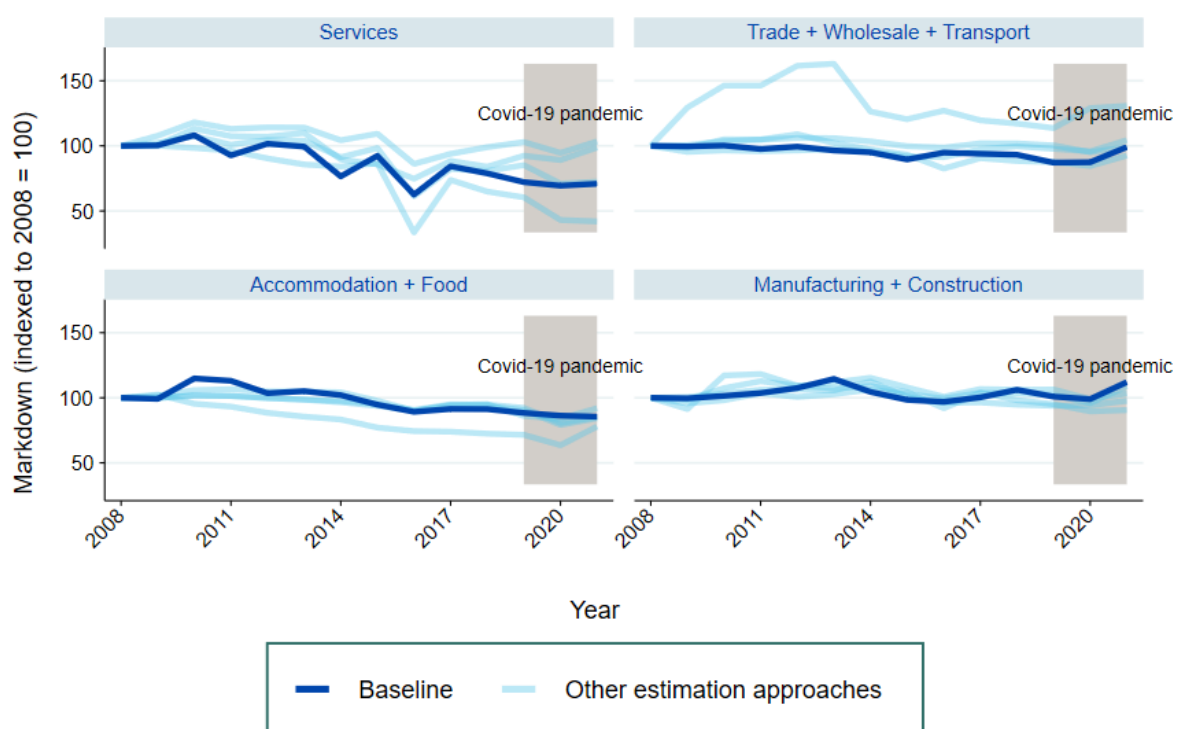 Services
Trade + Wholesale + Transport
150
100
50
Covid-19 pandemic
Covid-19 pandemic
Accommodation + Food
Manufacturing + Construction
150
100
50
Covid-19 pandemic
Covid-19 pandemic
Markdown (indexed to 2008 = 100)
2008
2011
2014
2017
2020
2008
2011
2014
2017
2020
Year
Baseline
Other estimation approaches